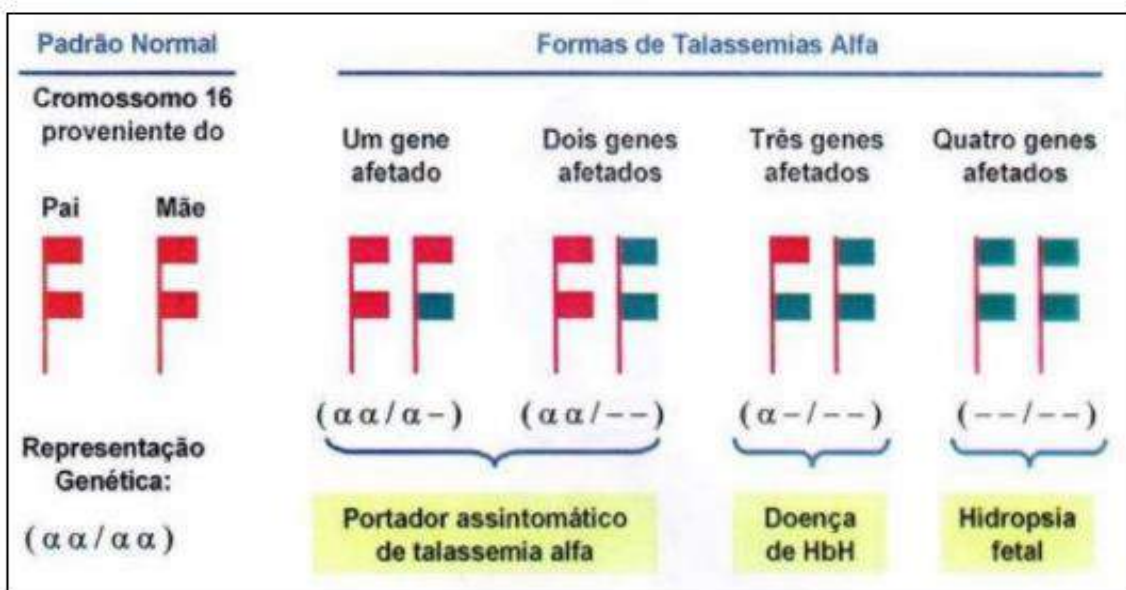 Padrão Normal
Cromossomo 16
proveniente do
Pai Mãe
Representação
Genética:
(αα/αα)
Formas de Talassemias Alfa
Um gene
afetado
Dois genes
afetados
Três genes
afetados
Quatro genes
afetados
(αα/α-)
(αα/--)
(α-/--)
(--/--)
Portador assintomático
de talassemia alfa
Doença
de HbH
Hidropsia
fetal